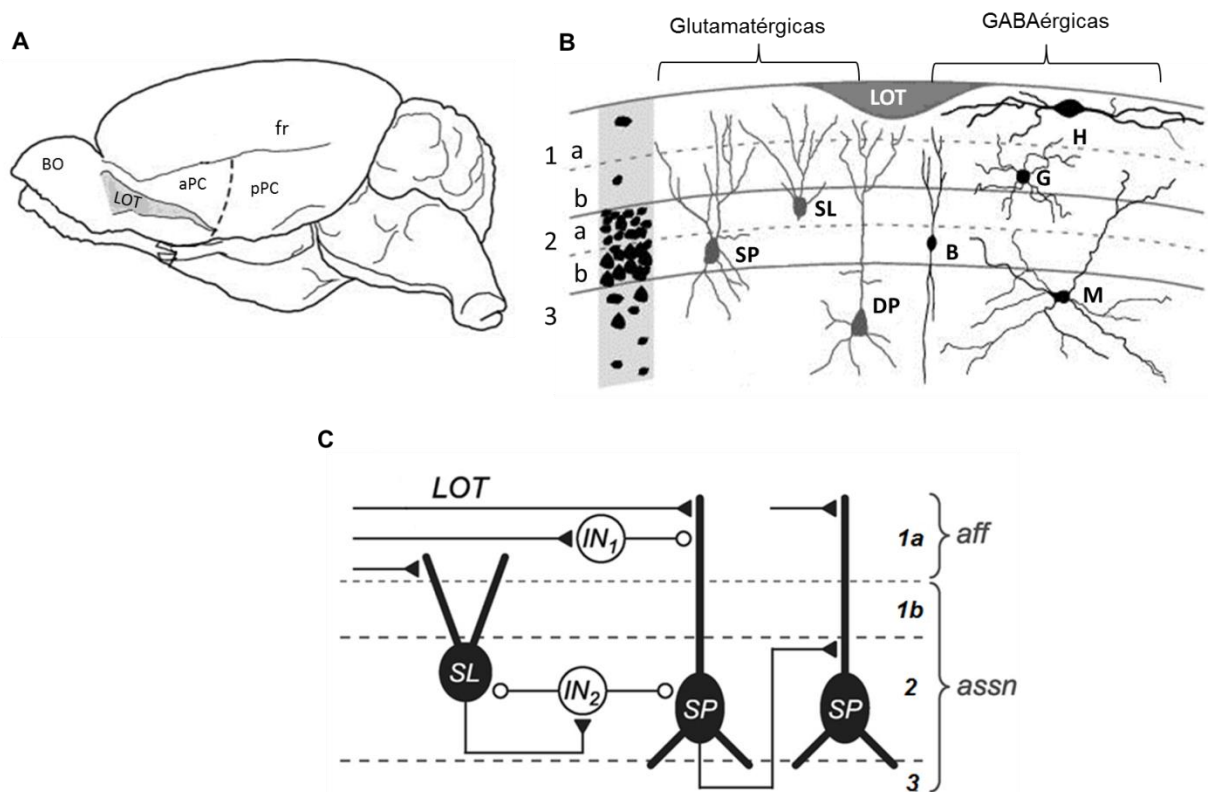 A
BO
LOT
aPC
fr
pPC
B
Glutamatérgicas
GABAérgicas
LOT
H
1 a
G
b
SL
2 a
SP
B
b
M
3
DP
C
LOT
IN1
1a
aff
1b
SL
IN2
SP
SP
2
assn
3